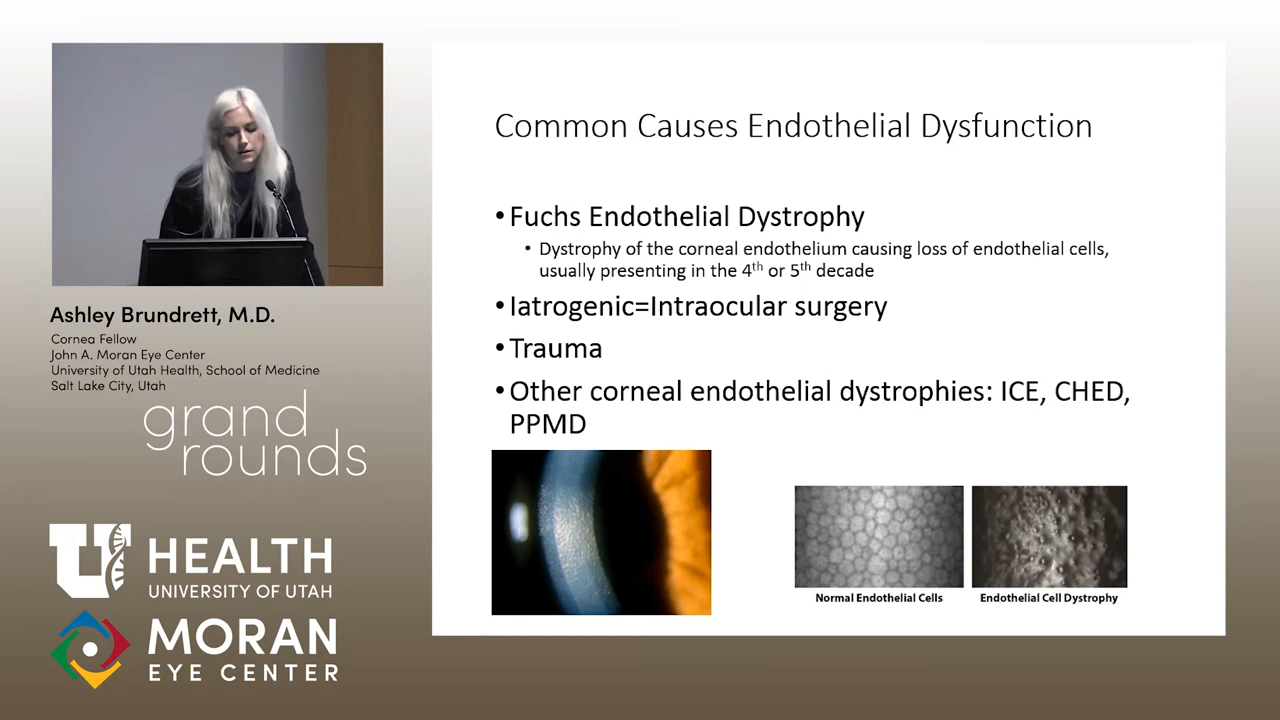 Ashley Brundrett, M.D.
Cornea Fellow
John A. Moran Eye Center
University of Utah Health, School of Medicine
Salt Lake City, Utah
grand
rounds
U HEALTH
UNIVERSITY OF UTAH
MORAN
EYE CENTER
Common Causes Endothelial Dysfunction
• Fuchs Endothelial Dystrophy
• Dystrophy of the corneal endothelium causing loss of endothelial cells,
usually presenting in the 4th or 5th decade
• Iatrogenic=Intraocular surgery
• Trauma
• Other corneal endothelial dystrophies: ICE, CHED,
PPMD
Normal Endothelial Cells
Endothelial Cell Dystrophy